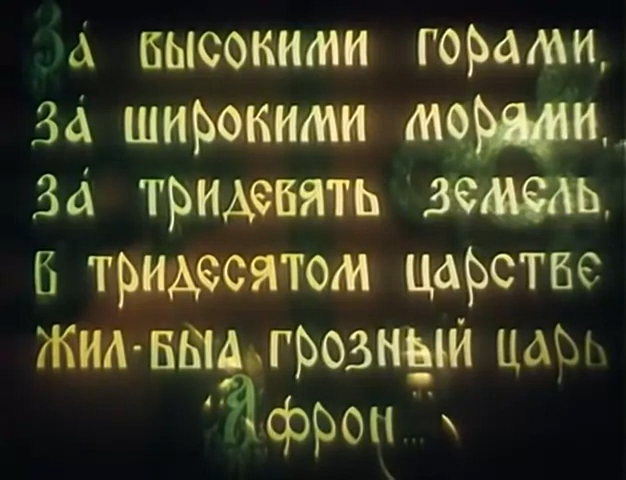 За́ высокими горами,
за́ широкими морями,
за́ тридевять земель,
в тридесятом царстве
жил-был грозный царь
Афрон...